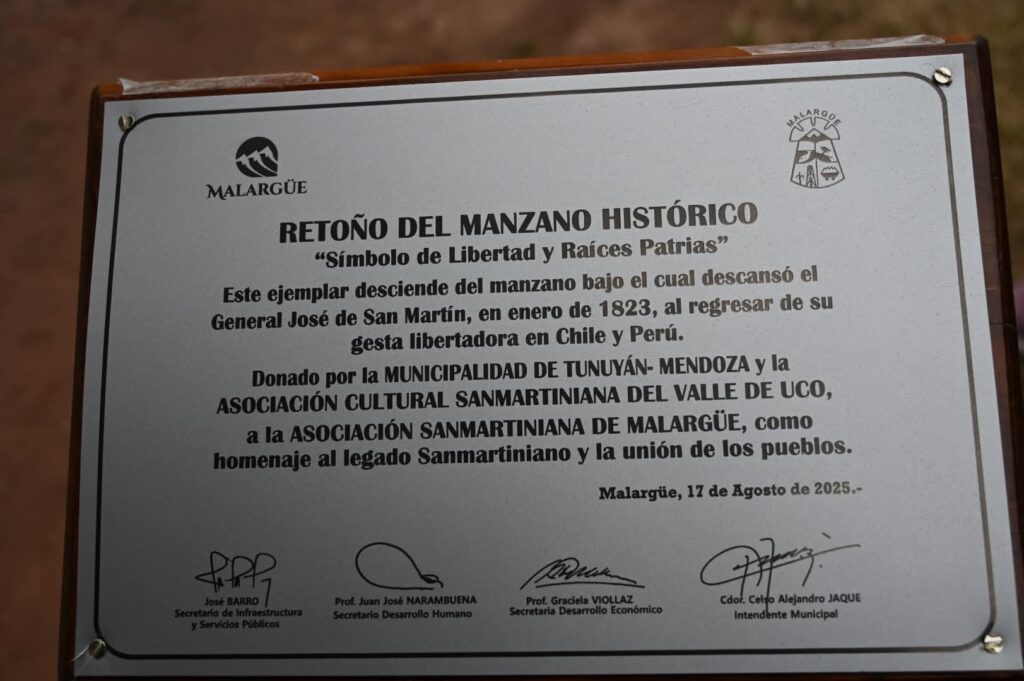 MALARGÜE
MALARGÜE
RETOÑO DEL MANZANO HISTÓRICO
“Símbolo de Libertad y Raíces Patrias”
Este ejemplar desciende del manzano bajo el cual descansó el
General José de San Martín, en enero de 1823, al regresar de su
gesta libertadora en Chile y Perú.
Donado por la MUNICIPALIDAD DE TUNUYÁN- MENDOZA y la
ASOCIACIÓN CULTURAL SANMARTINIANA DEL VALLE DE UCO,
a la ASOCIACIÓN SANMARTINIANA DE MALARGÜE, como
homenaje al legado Sanmartiniano y la unión de los pueblos.
Malargüe, 17 de Agosto de 2025.-
José BARRO
Secretario de Infraestructura
y Servicios Públicos
Prof. Juan José NARAMBUENA
Secretario Desarrollo Humano
Prof. Graciela VIOLLAZ
Secretaria Desarrollo Económico
Cdor. Celso Alejandro JAQUE
Intendente Municipal